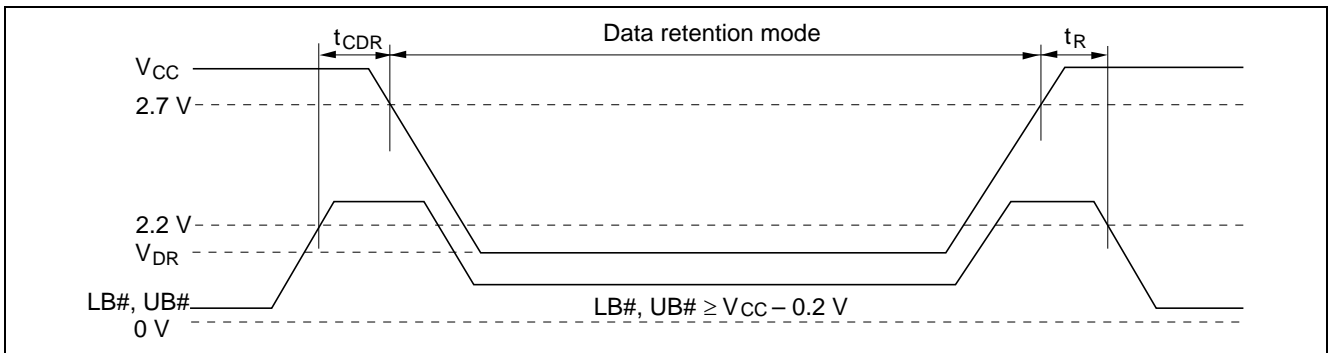 tCDR Data retention mode tR
VCC
2.7 V
2.2 V
VDR
LB#, UB#
LB#, UB# ≥ VCC – 0.2 V
0 V